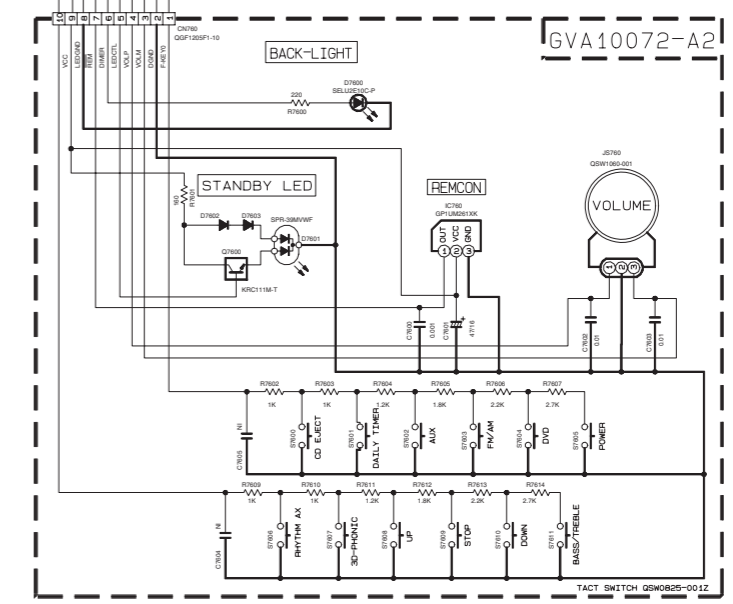 10 9 8 7 6 5 4 3 2 1
CN760
QGF1205F1-10
VCC
LEDGND
REM
DIMER
LEDCTL
VOLP
VOLM
DGND
F-KEY0
BACK-LIGHT
GVA10072-A2
D7600
SELU2E10C-P
220
R7600
JS760
QSW1060-001
VOLUME
1 2 3
STANDBY LED
160
R7601
D7602
D7603
SPR-39MVWF
D7601
Q7600
KRC111M-T
REMCON
IC760
GP1UM261XK
OUT
VCC
GND
1 2 3
C7600
0.001
C7601
+
47/16
C7602
0.01
C7603
0.01
R7602 R7603 R7604 R7605 R7606 R7607
1K 1K 1.2K 1.8K 2.2K 2.7K
NI
C7605
S7600
CD EJECT
S7601
DAILY TIMER
S7602
AUX
S7603
FM/AM
S7604
DVD
S7605
POWER
R7609 R7610 R7611 R7612 R7613 R7614
1K 1K 1.2K 1.8K 2.2K 2.7K
NI
C7604
S7606
RHYTHM AX
S7607
3D-PHONIC
S7608
UP
S7609
STOP
S7610
DOWN
S7611
BASS/TREBLE
TACT SWITCH QSW0825-001Z